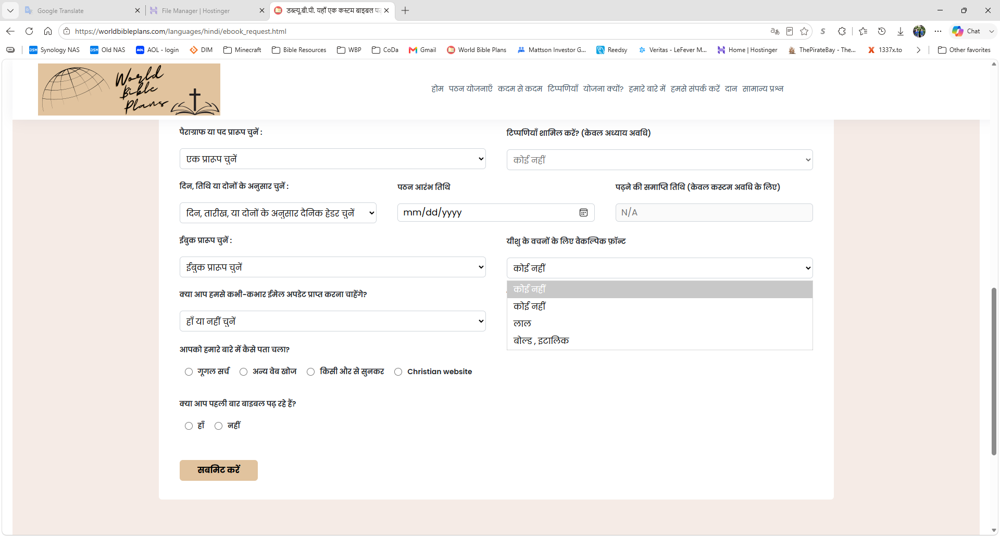 Google Translate
File Manager | Hostinger
डब्ल्यू.बी.पी. यहाँ एक कस्टम बाइबल
https://worldbibleplans.com/languages/hindi/ebook_request.html
Chat
Synology NAS
Old NAS
AOL - login
DIM
Minecraft
Bible Resources
WBP
CoDa
Gmail
World Bible Plans
Mattson Investor G...
Reedsy
Veritas - LeFever M...
Home | Hostinger
ThePirateBay - The...
1337x.to
Other favorites
World
Bible
Plans
होम पठन योजनाएँ कदम से कदम टिप्पणियाँ योजना क्यों? हमारे बारे में हमसे संपर्क करें दान सामान्य प्रश्न
पैराग्राफ या पद प्रारूप चुनें :
टिप्पणियाँ शामिल करें? (केवल अध्याय अवधि)
एक प्रारूप चुनें
कोई नहीं
दिन, तिथि या दोनों के अनुसार चुनें :
पठन आरंभ तिथि
पढ़ने की समाप्ति तिथि (केवल कस्टम अवधि के लिए)
दिन, तारीख, या दोनों के अनुसार दैनिक हेडर चुनें
mm/dd/yyyy
N/A
ईबुक प्रारूप चुनें :
यीशु के वचनों के लिए वैकल्पिक फ़ॉन्ट
ईबुक प्रारूप चुनें
कोई नहीं
कोई नहीं
कोई नहीं
लाल
बोल्ड , इटालिक
क्या आप हमसे कभी-कभार ईमेल अपडेट प्राप्त करना चाहेंगे?
हाँ या नहीं चुनें
आपको हमारे बारे में कैसे पता चला?
गूगल सर्च
अन्य वेब खोज
किसी और से सुनकर
Christian website
क्या आप पहली बार बाइबल पढ़ रहे हैं?
हाँ
नहीं
सबमिट करें